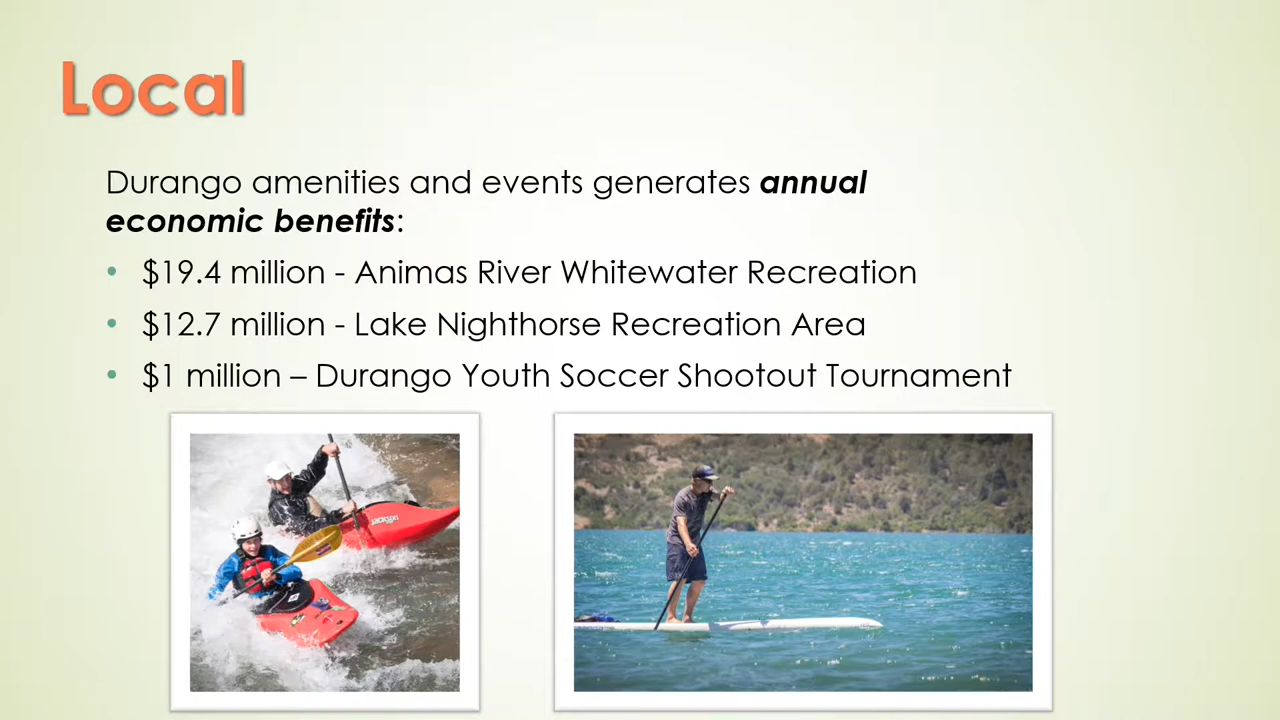 Local
Durango amenities and events generates annual
economic benefits:
• $19.4 million - Animas River Whitewater Recreation
• $12.7 million - Lake Nighthorse Recreation Area
• $1 million – Durango Youth Soccer Shootout Tournament